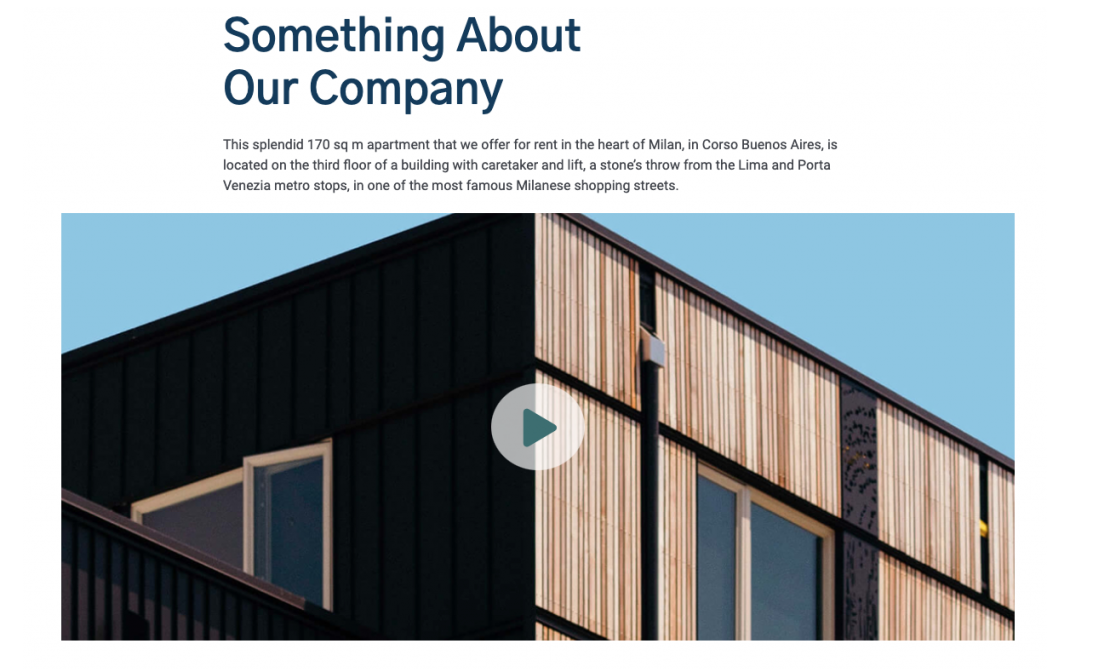 Something About
Our Company
This splendid 170 sq m apartment that we offer for rent in the heart of Milan, in Corso Buenos Aires, is
located on the third floor of a building with caretaker and lift, a stone’s throw from the Lima and Porta
Venezia metro stops, in one of the most famous Milanese shopping streets.